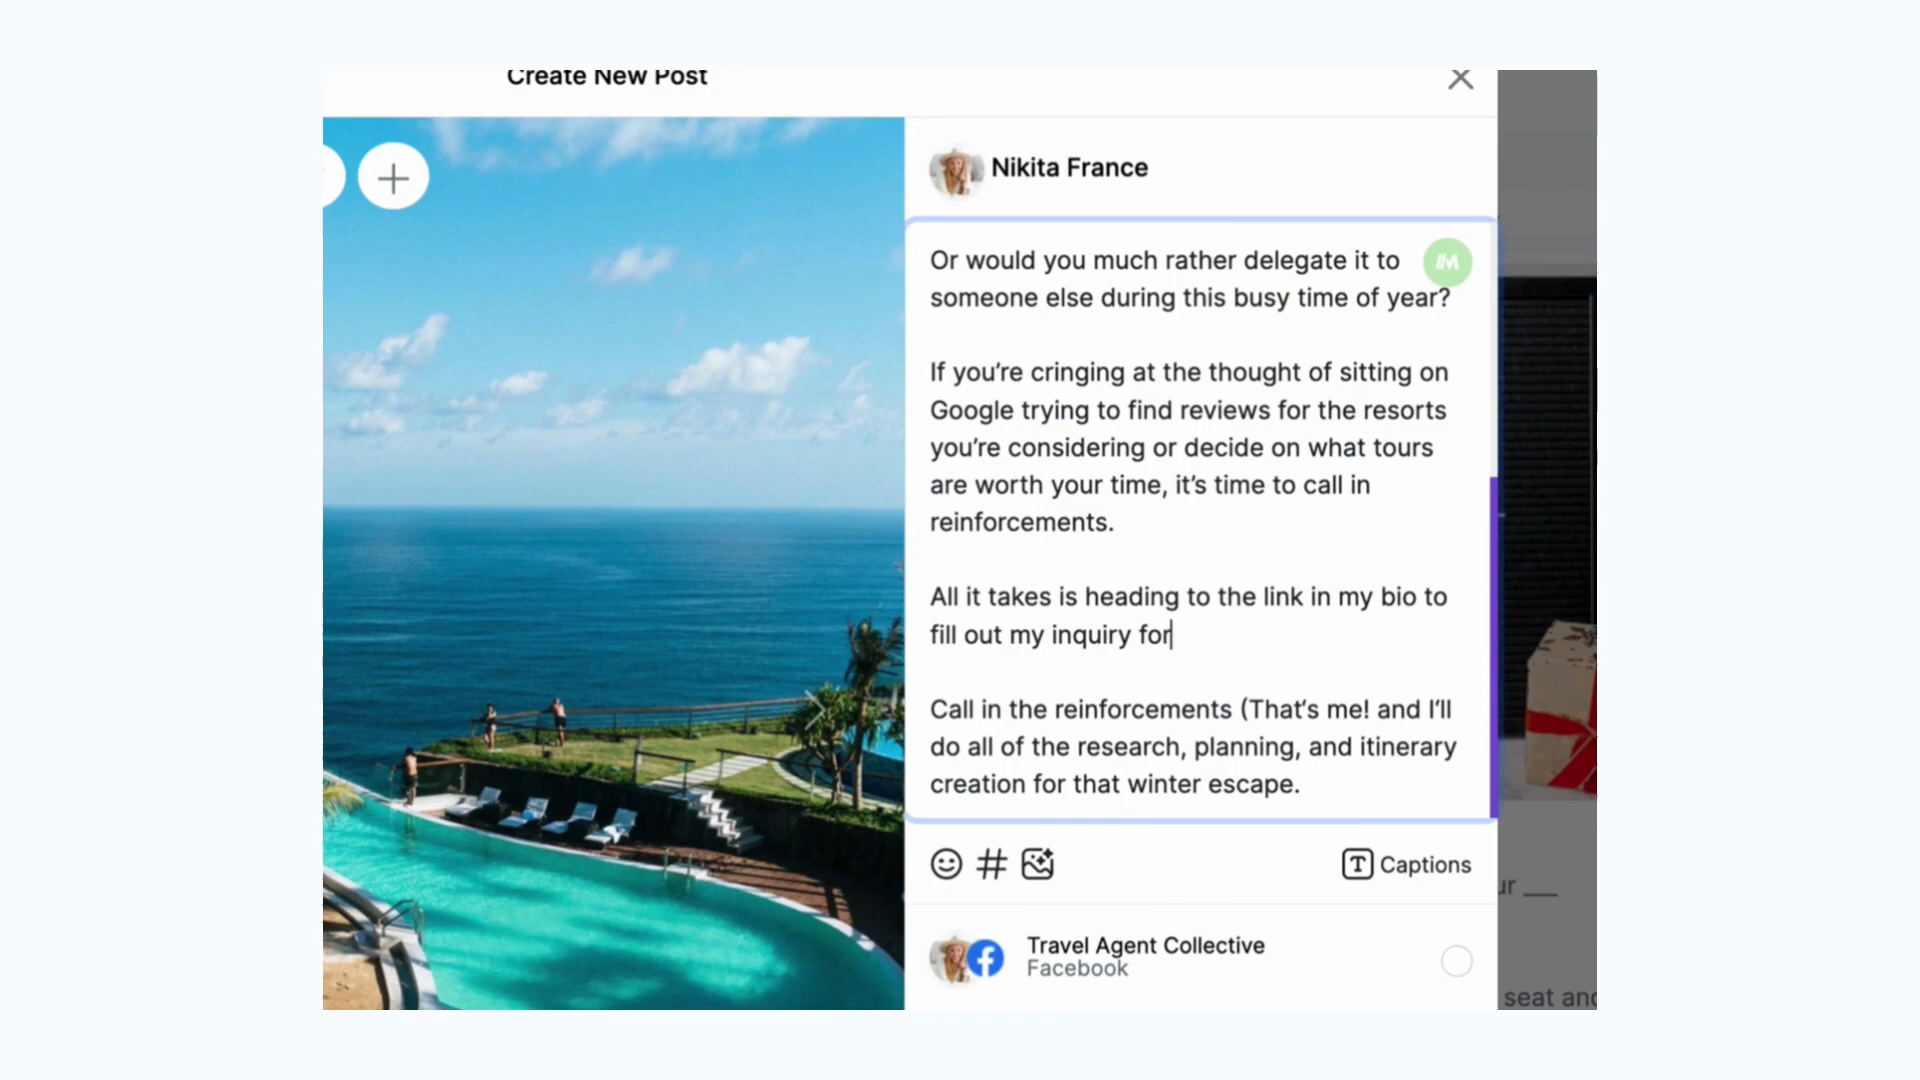 Create New Post
Nikita France
Or would you much rather delegate it to
someone else during this busy time of year?
If you’re cringing at the thought of sitting on
Google trying to find reviews for the resorts
you’re considering or decide on what tours
are worth your time, it’s time to call in
reinforcements.
All it takes is heading to the link in my bio to
fill out my inquiry for
Call in the reinforcements (That's me! and I'll
do all of the research, planning, and itinerary
creation for that winter escape.
T Captions
ur ___
Travel Agent Collective
Facebook
seat and